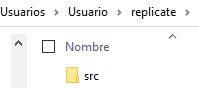 Usuarios > Usuario > replicate >
Nombre
src